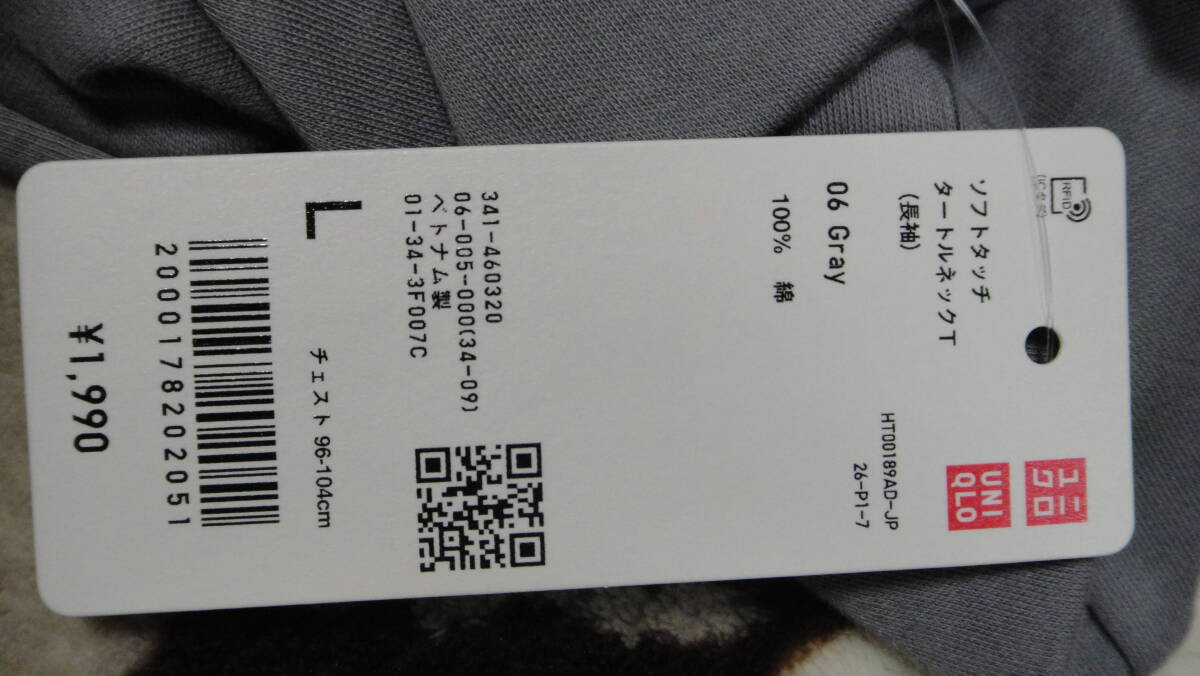 RFID
ユニクロ
UNI
QLO
ソフトタッチ
タートルネックT
(長袖)
HT00189AD-JP
26-P1-7
06 Gray
100% 綿
341-460320
06-005-000(34-09)
ベトナム製
01-34-3F007C
L
チェスト 96-104cm
2000178202051
¥1,990